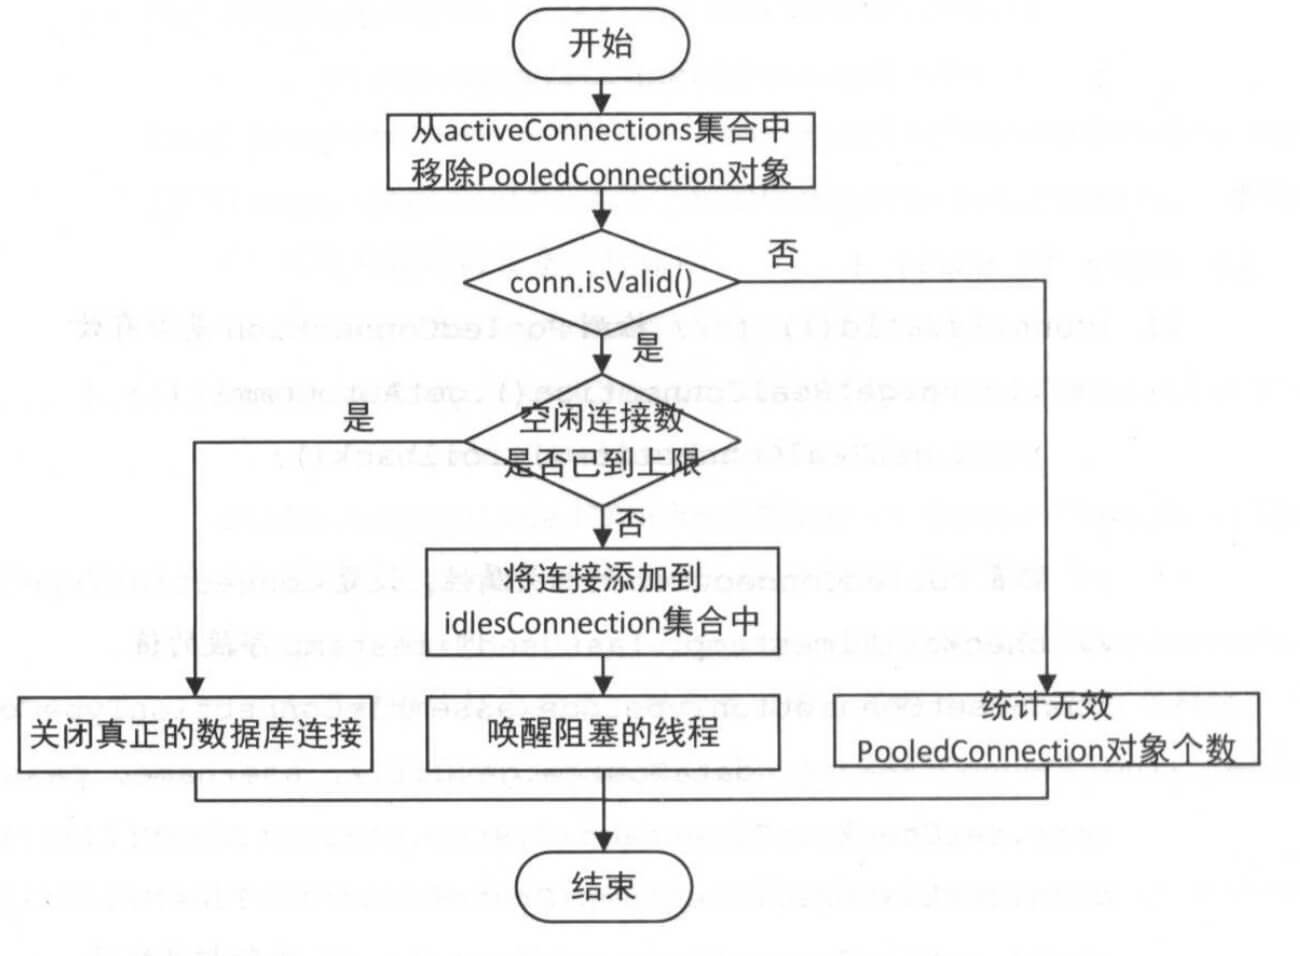 开始
从activeConnections集合中
移除PooledConnection对象
conn.isValid()
否
是
空闲连接数
是否已到上限
是
否
将连接添加到
idlesConnection集合中
关闭真正的数据库连接
唤醒阻塞的线程
统计无效
PooledConnection对象个数
结束